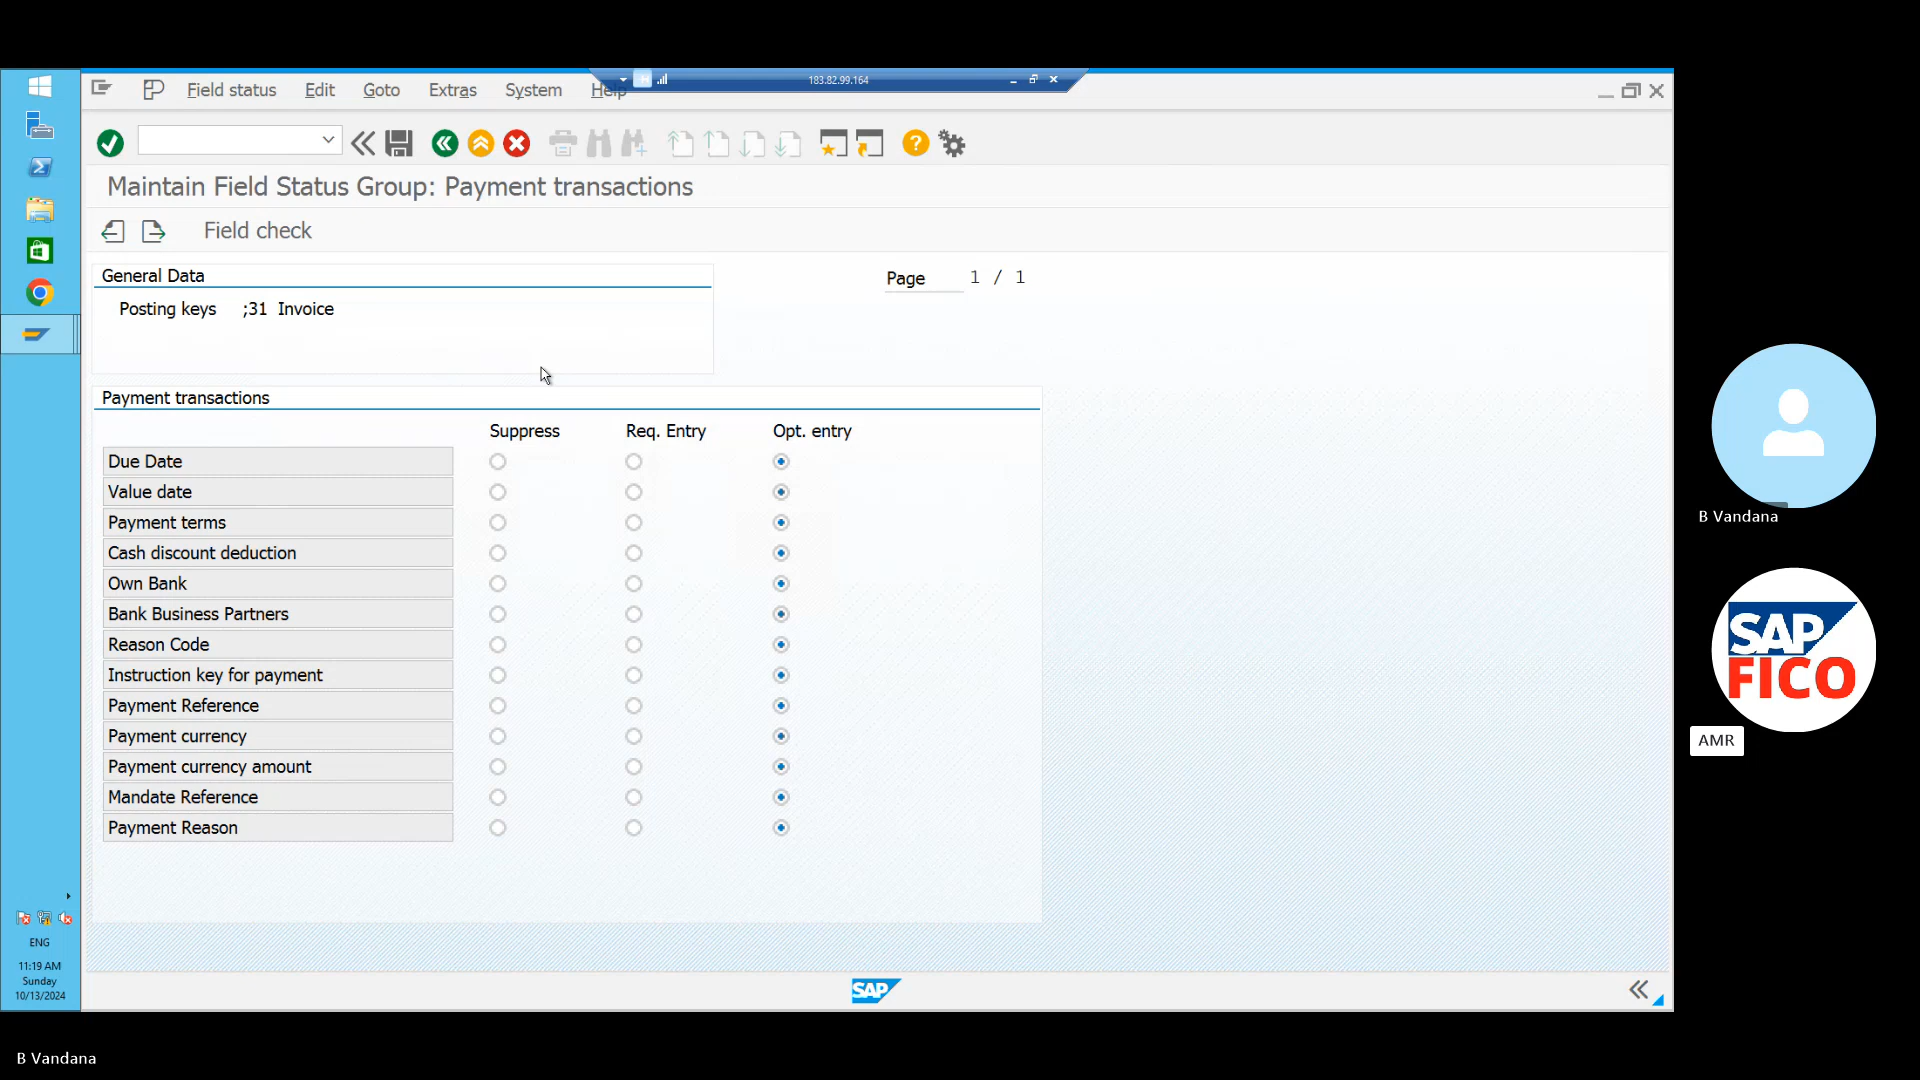 183.82.99.164
Field status Edit Goto Extras System Help
Maintain Field Status Group: Payment transactions
Field check
General Data
Page 1 / 1
Posting keys ;31 Invoice
Payment transactions
Suppress Req. Entry Opt. entry
Due Date
Value date
Payment terms
Cash discount deduction
Own Bank
Bank Business Partners
Reason Code
Instruction key for payment
Payment Reference
Payment currency
Payment currency amount
Mandate Reference
Payment Reason
SAP
ENG
11:19 AM
Sunday
10/13/2024
B Vandana
SAP
FICO
AMR
B Vandana